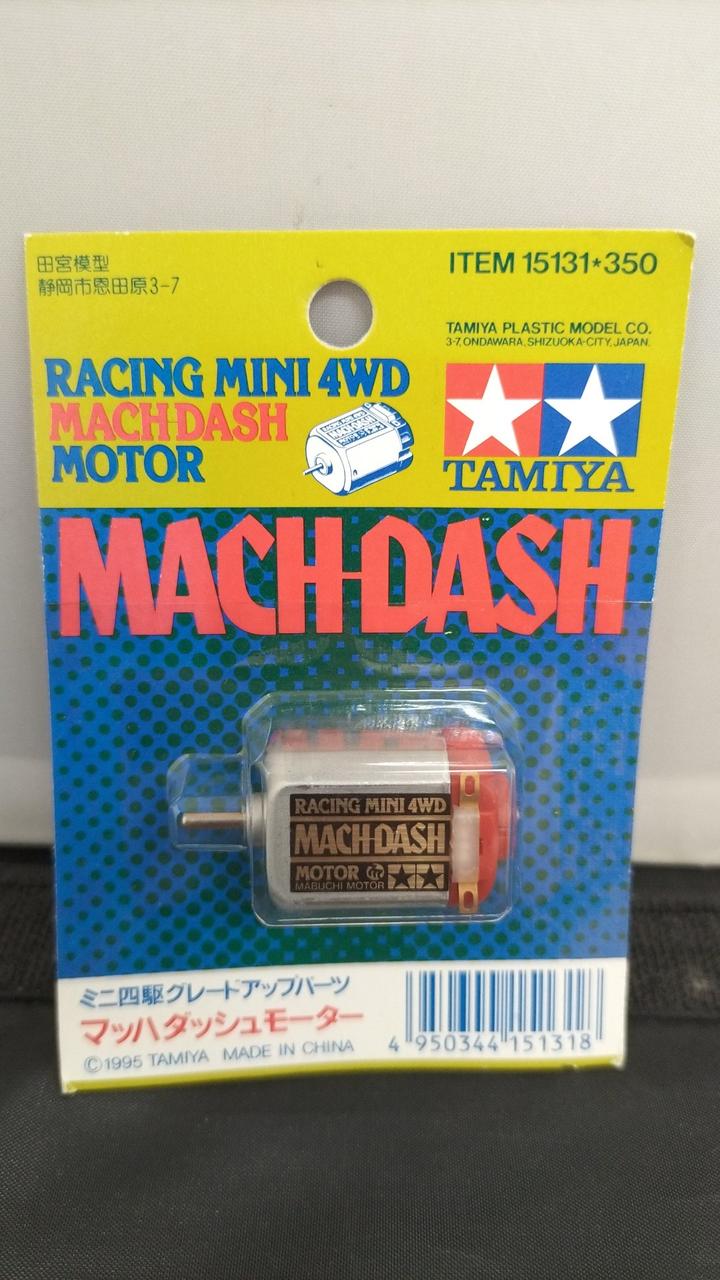 田宮模型
静岡市恩田原3-7
ITEM 15131*350
TAMIYA PLASTIC MODEL CO.
3-7, ONDAWARA, SHIZUOKA-CITY, JAPAN.
RACING MINI 4WD
MACH-DASH
MOTOR
TAMIYA
MACH-DASH
RACING MINI 4WD
MACH-DASH
MOTOR
MABUCHI MOTOR
ミニ四駆グレードアップパーツ
マッハダッシュモーター
©1995 TAMIYA MADE IN CHINA
4 950344 151318